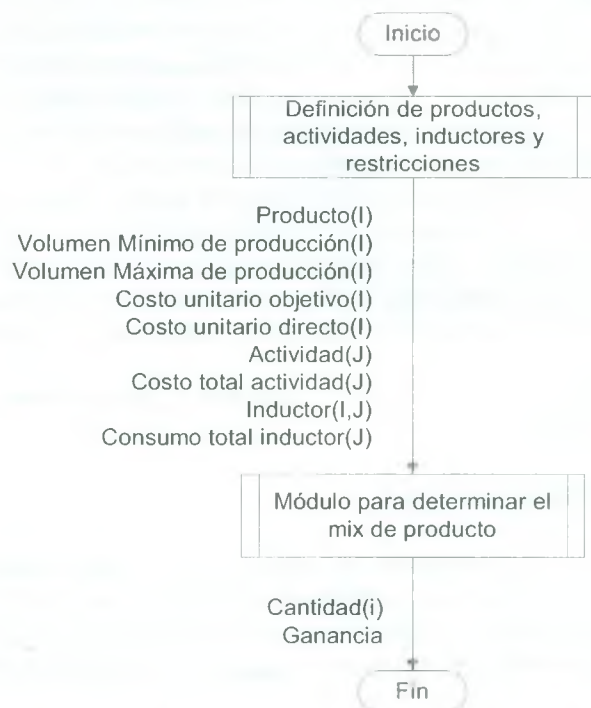 Inicio
Definición de productos,
actividades, inductores y
restricciones
Producto(I)
Volumen Mínimo de producción(I)
Volumen Máxima de producción(I)
Costo unitario objetivo(I)
Costo unitario directo(I)
Actividad(J)
Costo total actividad(J)
Inductor(I,J)
Consumo total inductor(J)
Módulo para determinar el
mix de producto
Cantidad(i)
Ganancia
Fin